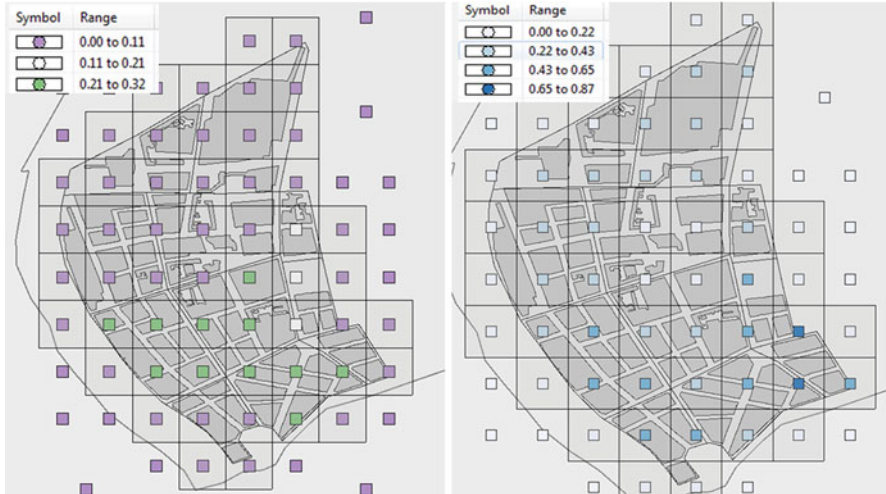 Symbol Range
0.00 to 0.11
0.11 to 0.21
0.21 to 0.32
Symbol Range
0.00 to 0.22
0.22 to 0.43
0.43 to 0.65
0.65 to 0.87